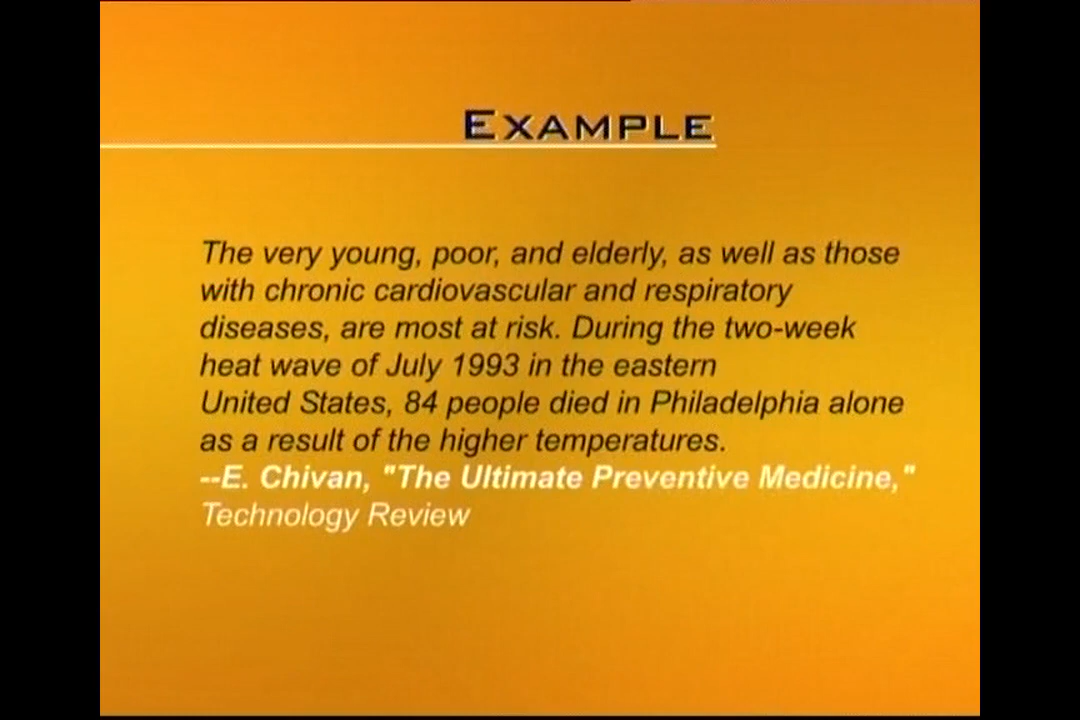 EXAMPLE
The very young, poor, and elderly, as well as those
with chronic cardiovascular and respiratory
diseases, are most at risk. During the two-week
heat wave of July 1993 in the eastern
United States, 84 people died in Philadelphia alone
as a result of the higher temperatures.
--E. Chivan, "The Ultimate Preventive Medicine,"
Technology Review